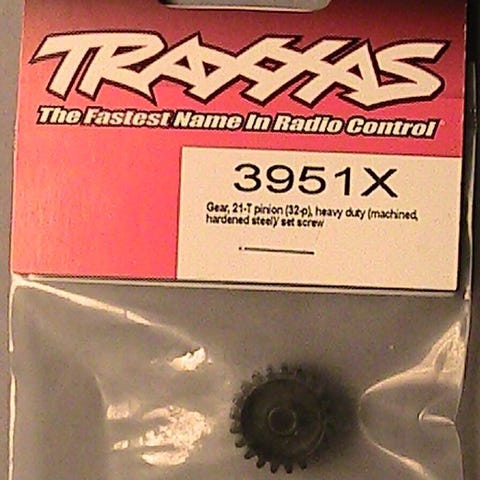 TRAXXAS
The Fastest Name In Radio Control
3951X
Gear, 21-T pinion (32-p), heavy duty (machined,
hardened steel)/ set screw